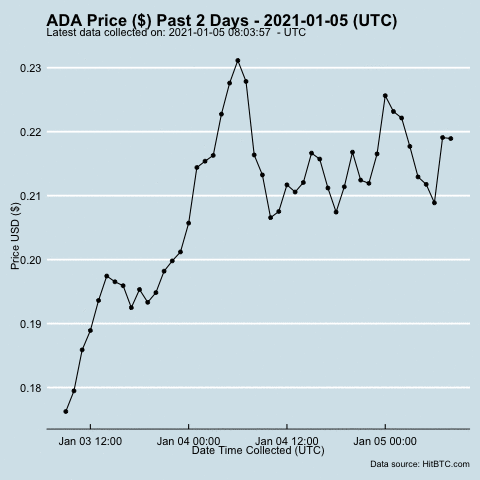 ADA Price ($) Past 2 Days - 2021-01-05 (UTC)
Latest data collected on: 2021-01-05 08:03:57 - UTC
0.23
0.22
0.21
0.20
0.19
0.18
Price USD ($)
Jan 03 12:00 Jan 04 00:00 Jan 04 12:00 Jan 05 00:00
Date Time Collected (UTC)
Data source: HitBTC.com